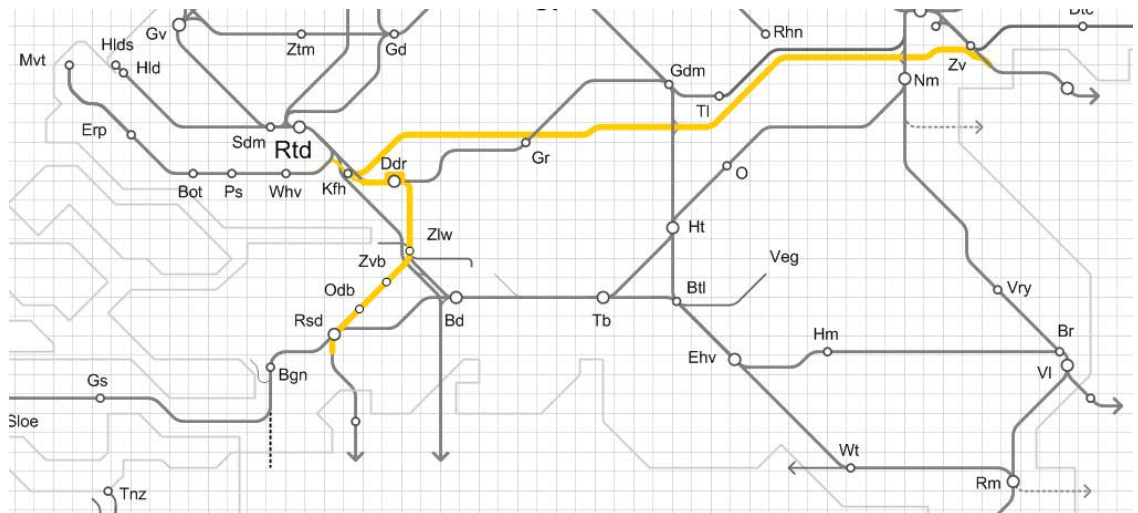 Gv
Ztm
Gd
Rhn
Mvt
Hlds
Hld
Gdm
Zv
Nm
Tl
Erp
Sdm
Rtd
Gr
Ddr
Bot
Ps
Whv
Kfh
O
Zlw
Ht
Zvb
Veg
Odb
Btl
Vry
Rsd
Bd
Tb
Hm
Br
Bgn
Ehv
Vl
Gs
Sloe
Wt
Rm
Tnz